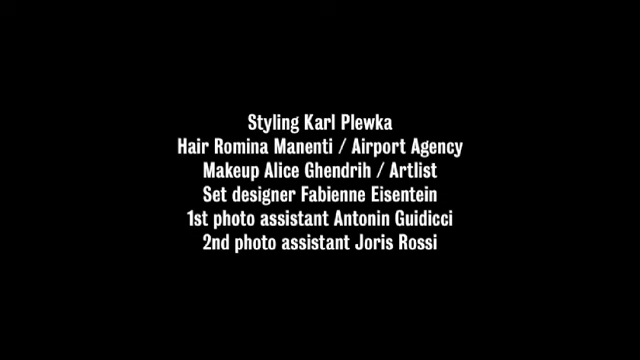 Styling Karl Plewka
Hair Romina Manenti / Airport Agency
Makeup Alice Ghendrih / Artlist
Set designer Fabienne Eisentein
1st photo assistant Antonin Guidicci
2nd photo assistant Joris Rossi